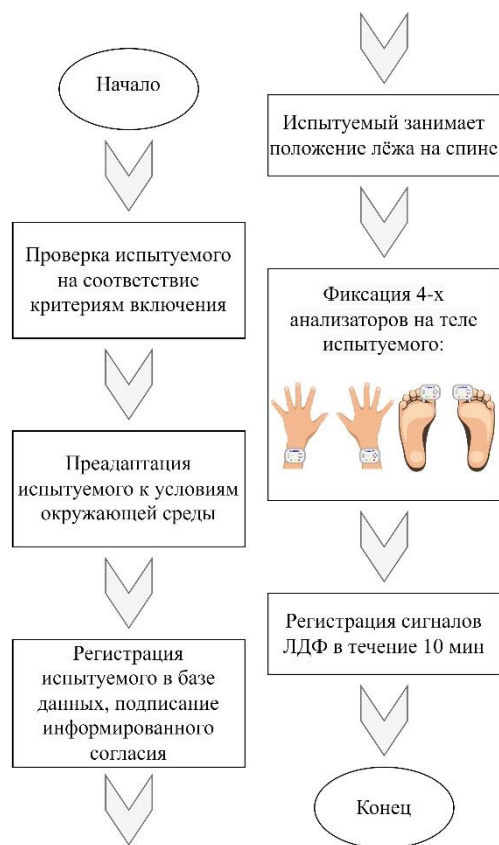 Начало
Проверка испытуемого
на соответствие
критериям включения
Преадаптация
испытуемого к условиям
окружающей среды
Регистрация
испытуемого в базе
данных, подписание
информированного
согласия
Испытуемый занимает
положение лёжа на спине
Фиксация 4-х
анализаторов на теле
испытуемого:
Регистрация сигналов
ЛДФ в течение 10 мин
Конец